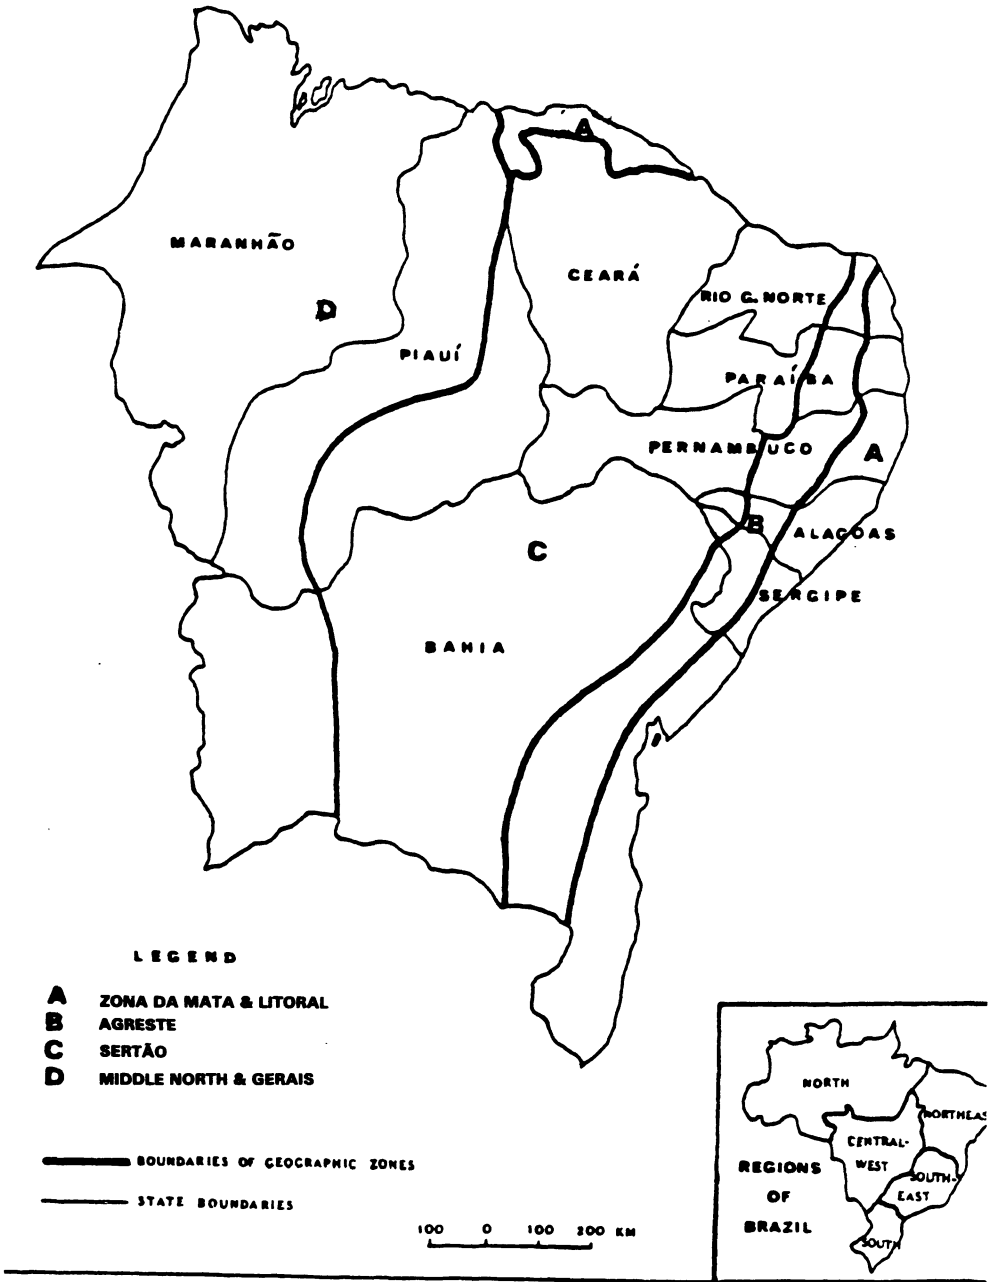 A
MARANHÃO
CEARÁ
RIO G. NORTE
D
PIAUÍ
PARAÍBA
PERNAMBUCO
A
B
ALAGOAS
C
SERGIPE
BAHIA
LEGEND
A ZONA DA MATA & LITORAL
B AGRESTE
C SERTÃO
D MIDDLE NORTH & GERAIS
BOUNDARIES OF GEOGRAPHIC ZONES
STATE BOUNDARIES
100 0 100 200 KM
NORTH
NORTHEAS
CENTRAL-
WEST
SOUTH-
EAST
SOUTH
REGIONS
OF
BRAZIL